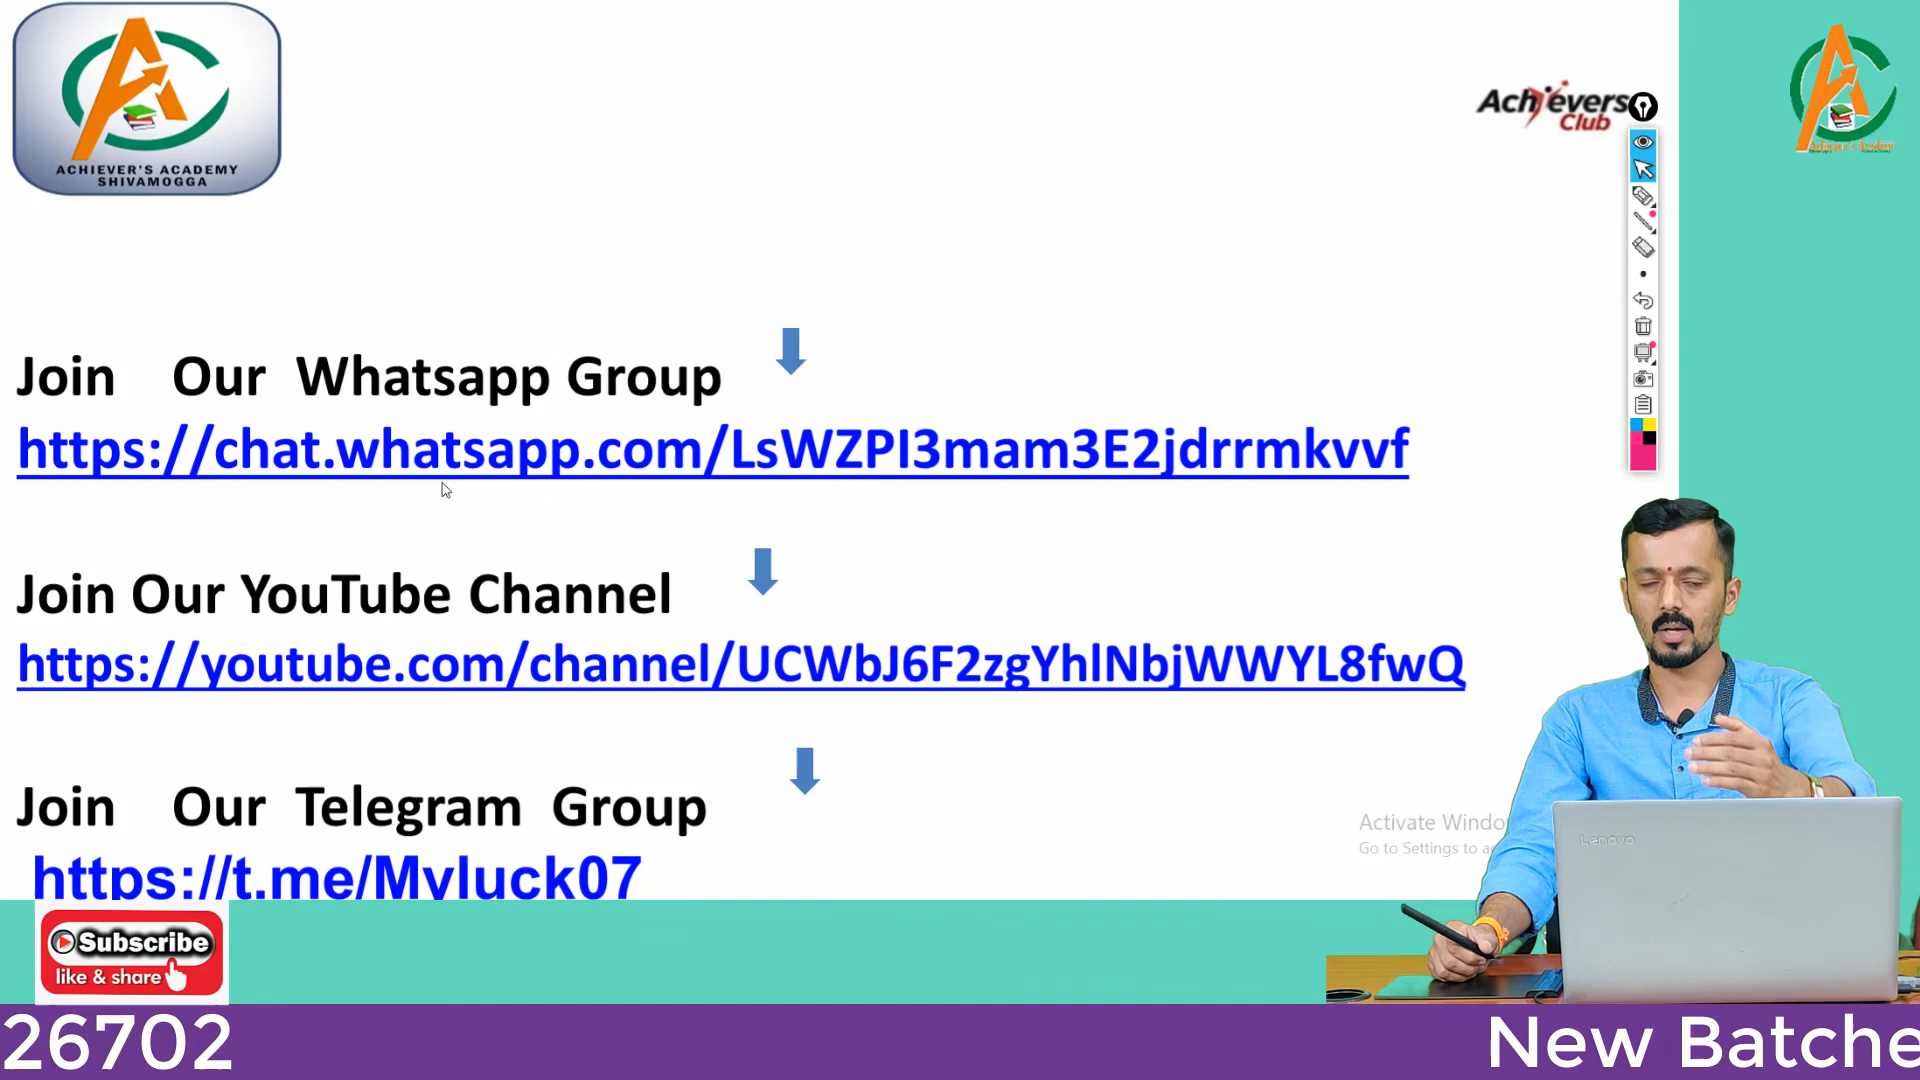 ACHIEVER'S ACADEMY
SHIVAMOGGA
Achievers
Club
Achiever's Academy
Join Our Whatsapp Group
https://chat.whatsapp.com/LsWZPI3mam3E2jdrrmkvvf
Join Our YouTube Channel
https://youtube.com/channel/UCWbJ6F2zgYhlNbjWWYL8fwQ
Join Our Telegram Group
https://t.me/Myluck07
Activate Windo
Go to Settings to a
Lenovo
Subscribe
like & share
26702
New Batche